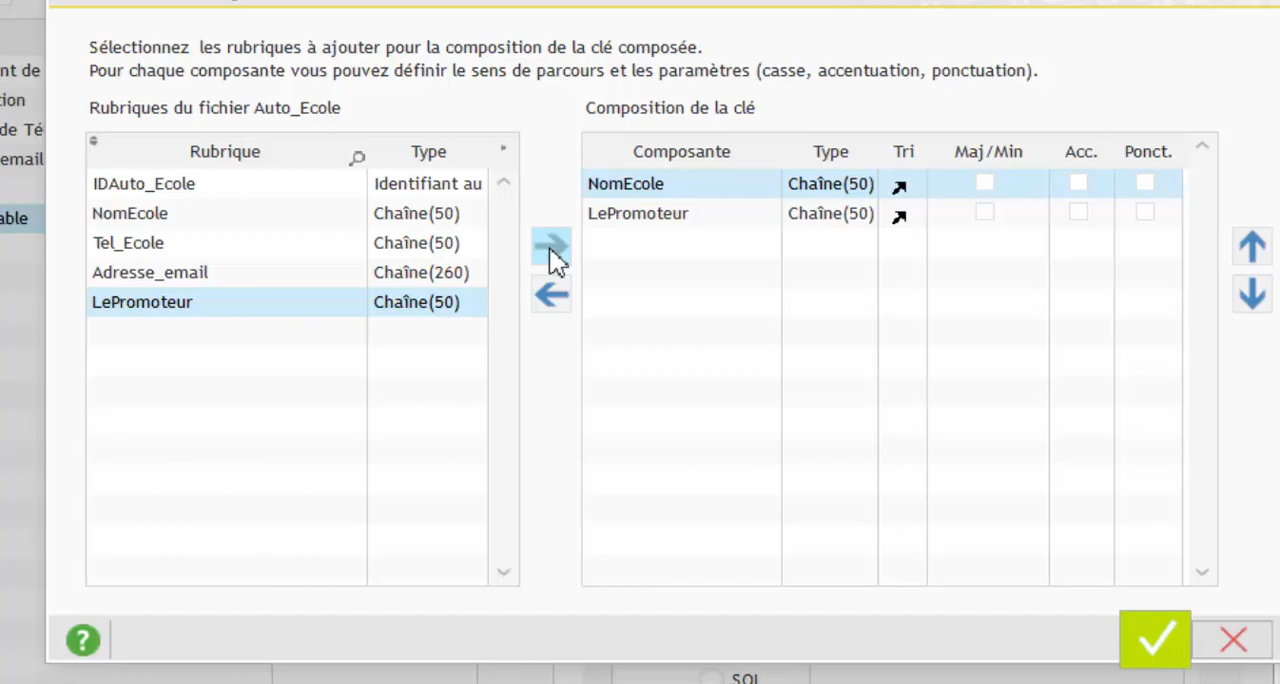 Sélectionnez les rubriques à ajouter pour la composition de la clé composée.
Pour chaque composante vous pouvez définir le sens de parcours et les paramètres (casse, accentuation, ponctuation).
Rubriques du fichier Auto_Ecole
Composition de la clé
Rubrique Type
IDAuto_Ecole Identifiant au
NomEcole Chaîne(50)
Tel_Ecole Chaîne(50)
Adresse_email Chaîne(260)
LePromoteur Chaîne(50)
Composante Type Tri Maj/Min Acc. Ponct.
NomEcole Chaîne(50)
LePromoteur Chaîne(50)
nt de
tion
de Té
email
able
?
SQL